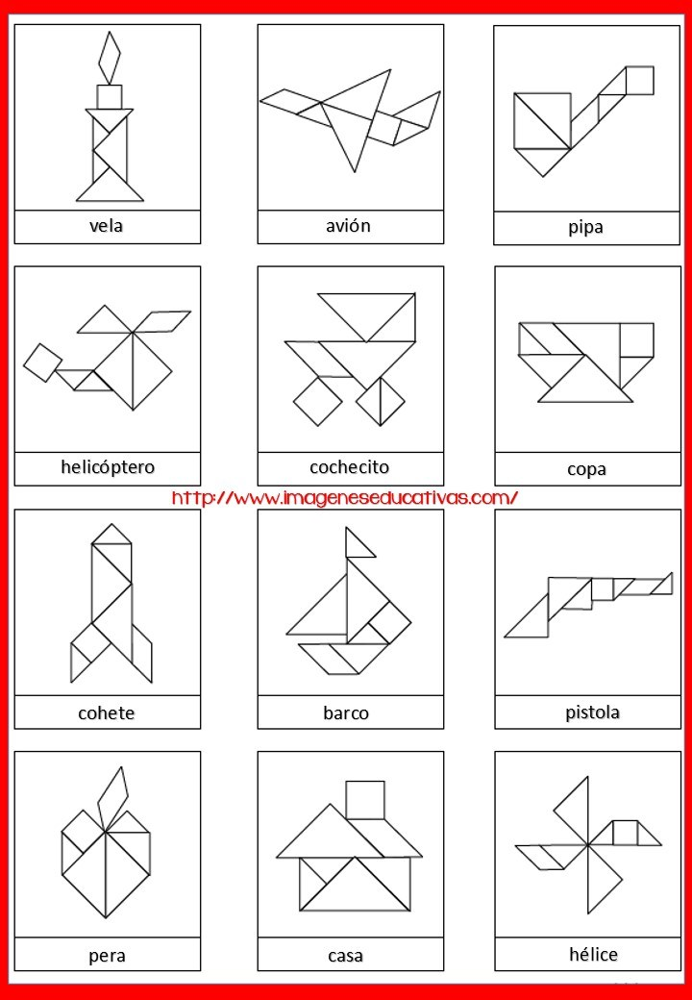 vela
avión
pipa
helicóptero
cochecito
copa
http://www.imageneseducativas.com/
cohete
barco
pistola
pera
casa
hélice